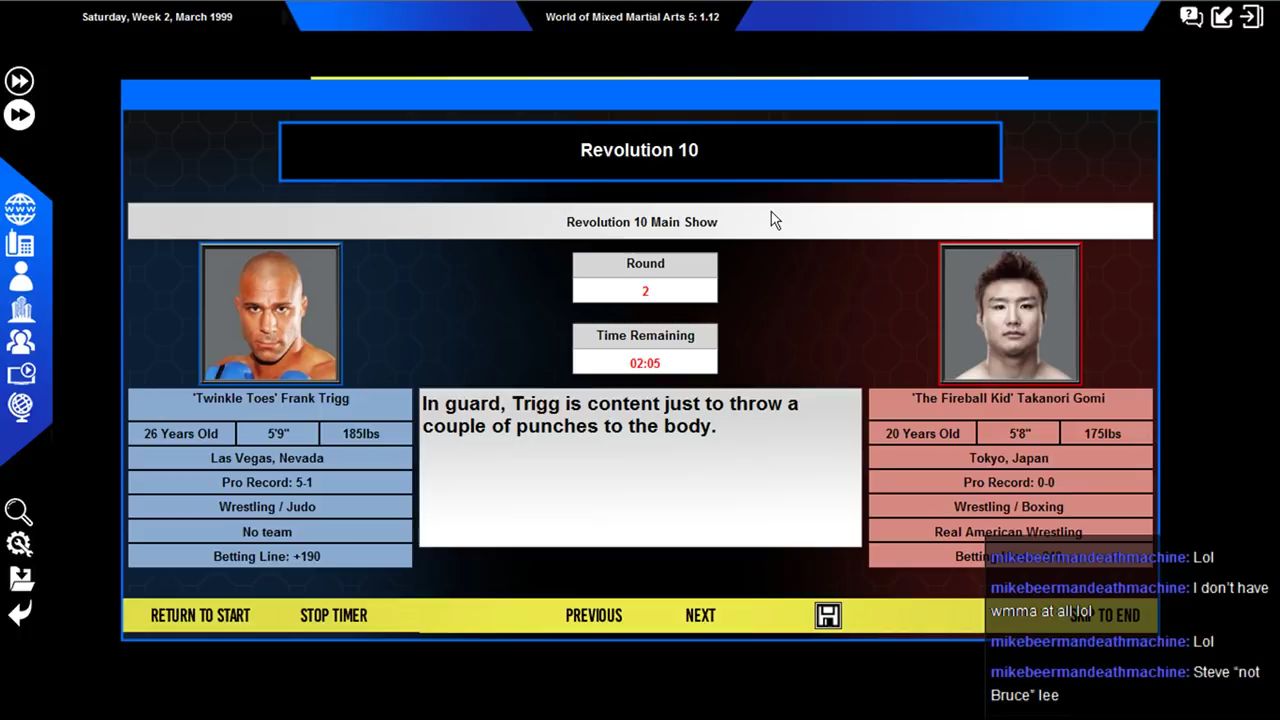 Saturday, Week 2, March 1999
World of Mixed Martial Arts 5: 1.12
Revolution 10
Revolution 10 Main Show
Round
2
Time Remaining
02:05
'Twinkle Toes' Frank Trigg
26 Years Old
5'9"
185lbs
Las Vegas, Nevada
Pro Record: 5-1
Wrestling / Judo
No team
Betting Line: +190
In guard, Trigg is content just to throw a
couple of punches to the body.
'The Fireball Kid' Takanori Gomi
20 Years Old
5'8"
175lbs
Tokyo, Japan
Pro Record: 0-0
Wrestling / Boxing
Real American Wrestling
mikebeermandeathmachine: Lol
mikebeermandeathmachine: I don't have
wmma at all lol
mikebeermandeathmachine: Lol
mikebeermandeathmachine: Steve “not
Bruce” lee
RETURN TO START
STOP TIMER
PREVIOUS
NEXT
SKIP TO END